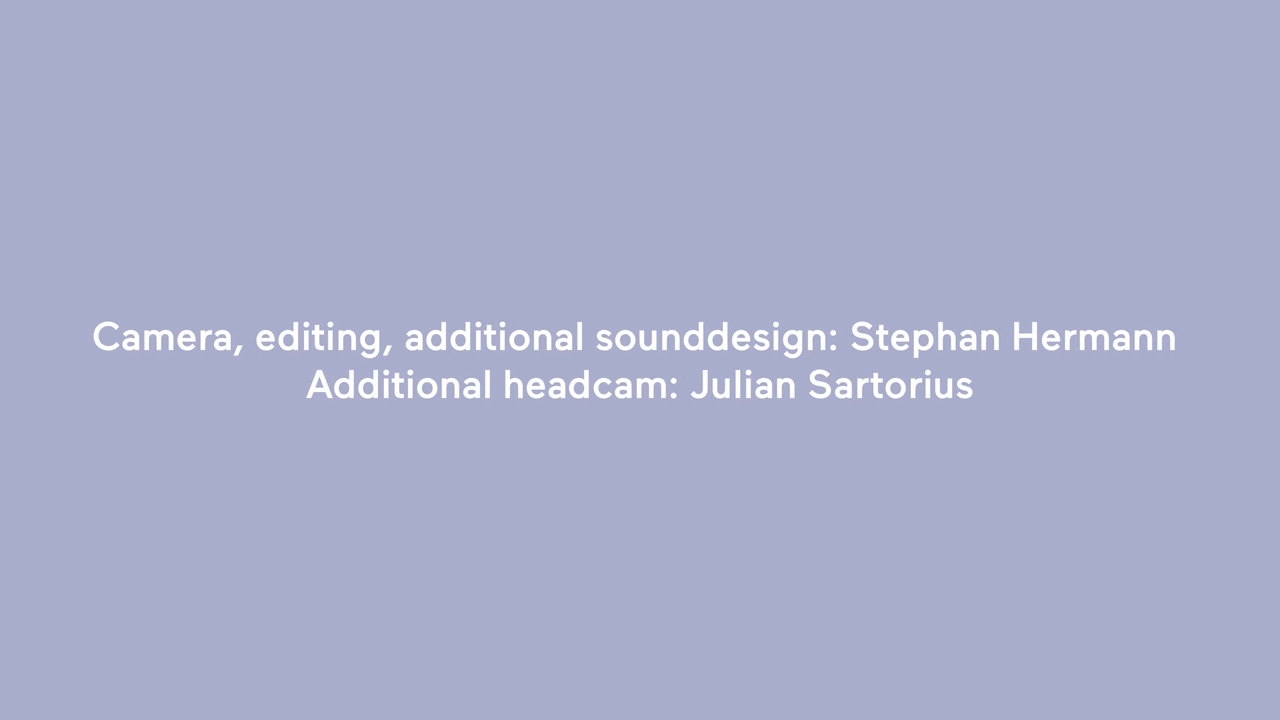 Camera, editing, additional sounddesign: Stephan Hermann
Additional headcam: Julian Sartorius